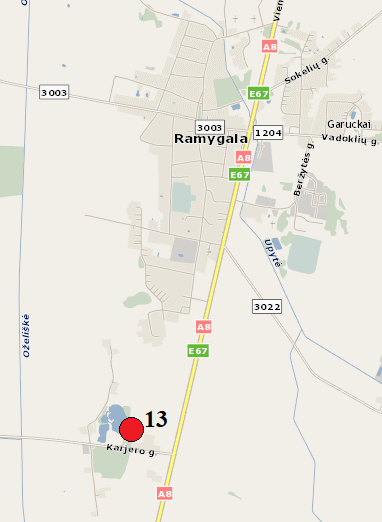 Vien
A8
Sokelių g.
E67
3003
3003
Garuckai
1204
Vadoklių g.
Ramygala
A8
E67
Beržytės g.
Upytė
3022
Oželiškė
A8
E67
13
Karjero g.
A8